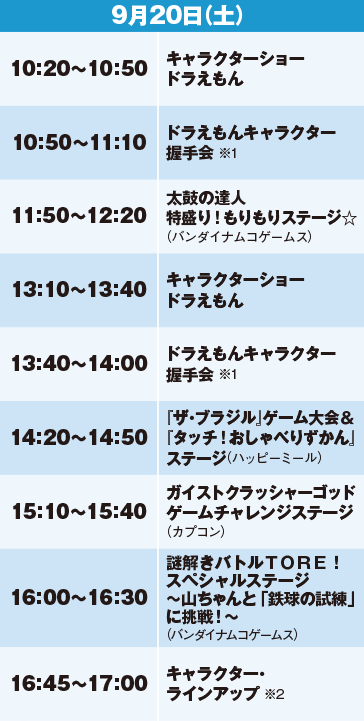 9月20日(土)
10:20～10:50
キャラクターショー
ドラえもん
10:50～11:10
ドラえもんキャラクター
握手会 ※1
11:50～12:20
太鼓の達人
特盛り！もりもりステージ☆
（バンダイナムコゲームス）
13:10～13:40
キャラクターショー
ドラえもん
13:40～14:00
ドラえもんキャラクター
握手会 ※1
14:20～14:50
『ザ・ブラジル』ゲーム大会＆
『タッチ！おしゃべりずかん』
ステージ（ハッピーミール）
15:10～15:40
ガイストクラッシャーゴッド
ゲームチャレンジステージ
（カプコン）
16:00～16:30
謎解きバトルＴＯＲＥ！
スペシャルステージ
～山ちゃんと「鉄球の試練」
に挑戦！～
（バンダイナムコゲームス）
16:45～17:00
キャラクター・
ラインアップ ※2